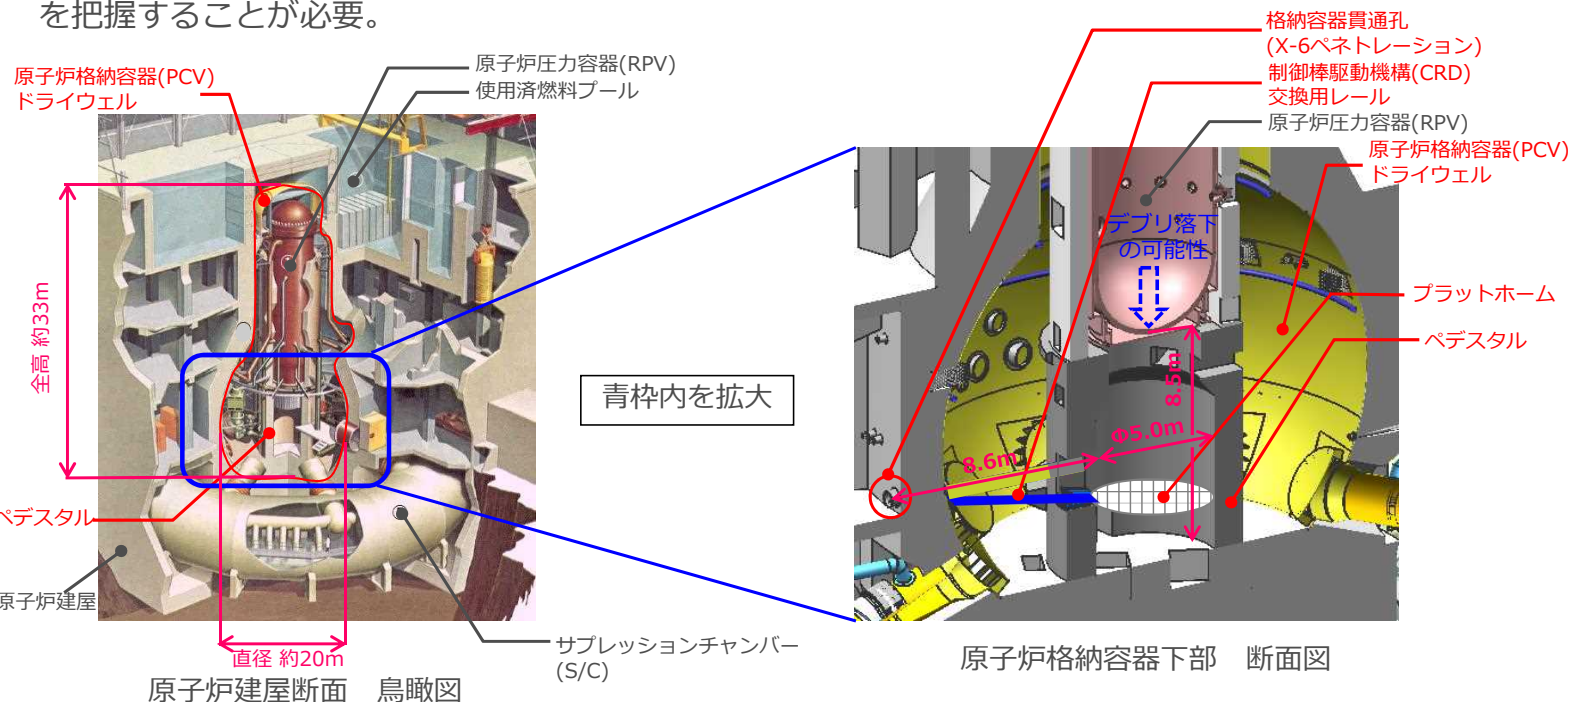 を把握することが必要。
原子炉格納容器(PCV)
ドライウェル
原子炉圧力容器(RPV)
使用済燃料プール
全高 約33m
ペデスタル
原子炉建屋
直径 約20m
サプレッションチャンバー
(S/C)
原子炉建屋断面　鳥瞰図
青枠内を拡大
格納容器貫通孔
(X-6ペネトレーション)
制御棒駆動機構(CRD)
交換用レール
原子炉圧力容器(RPV)
原子炉格納容器(PCV)
ドライウェル
デブリ落下
の可能性
プラットホーム
ペデスタル
8.5m
Φ5.0m
8.6m
原子炉格納容器下部　断面図